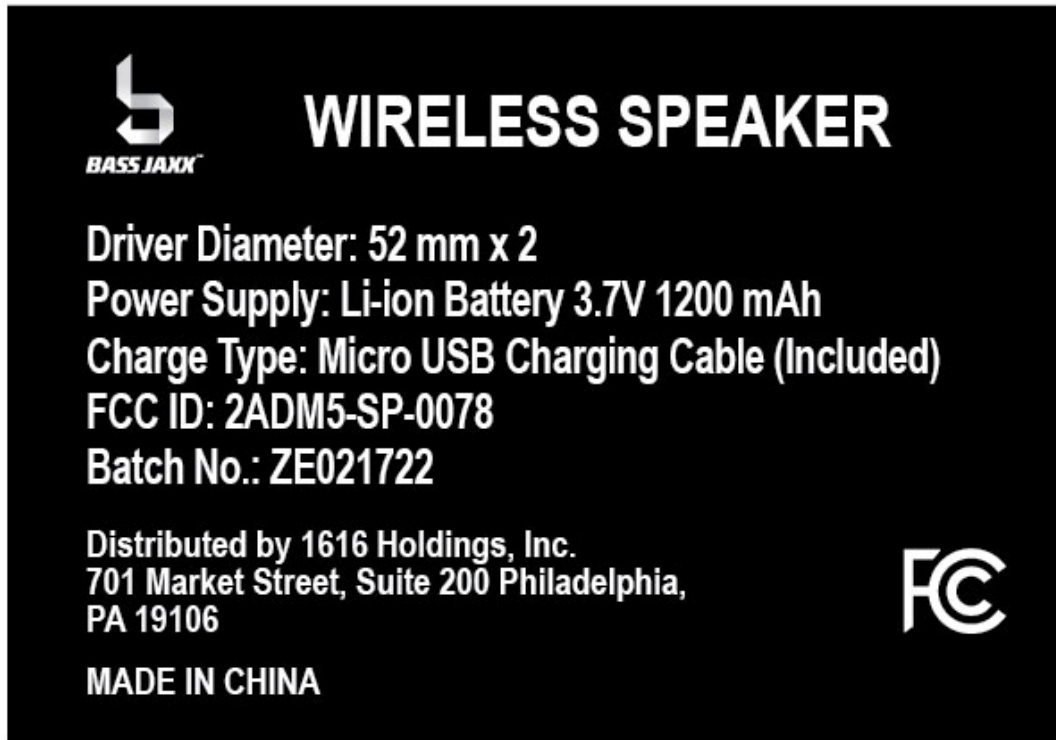 WIRELESS SPEAKER
BASS JAXX™
Driver Diameter: 52 mm x 2
Power Supply: Li-ion Battery 3.7V 1200 mAh
Charge Type: Micro USB Charging Cable (Included)
FCC ID: 2ADM5-SP-0078
Batch No.: ZE021722
Distributed by 1616 Holdings, Inc.
701 Market Street, Suite 200 Philadelphia,
PA 19106
FC
MADE IN CHINA